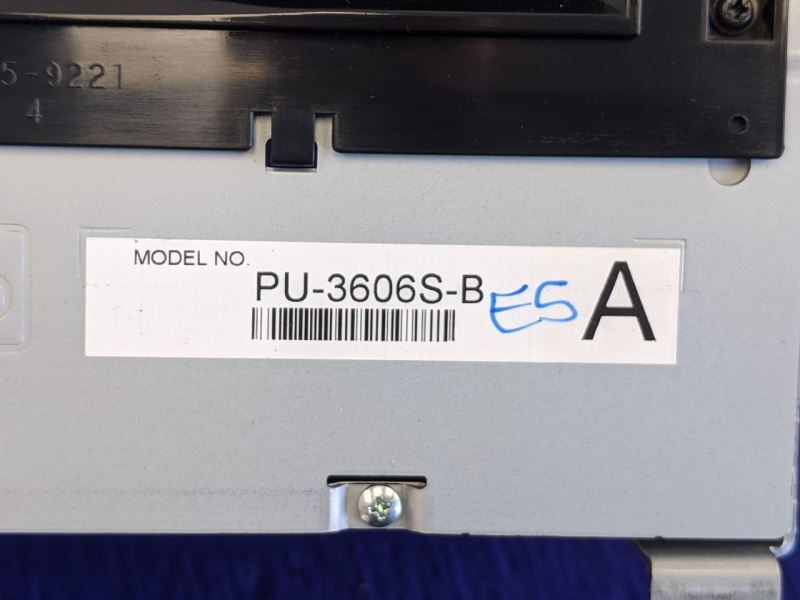 5-9221
4
MODEL NO.
PU-3606S-B
E5
A